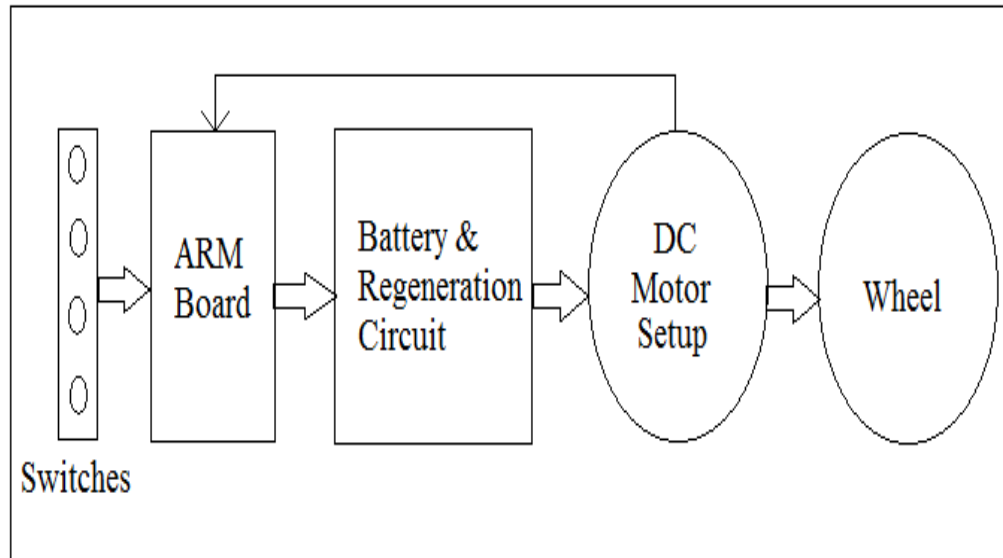 Switches
ARM
Board
Battery &
Regeneration
Circuit
DC
Motor
Setup
Wheel